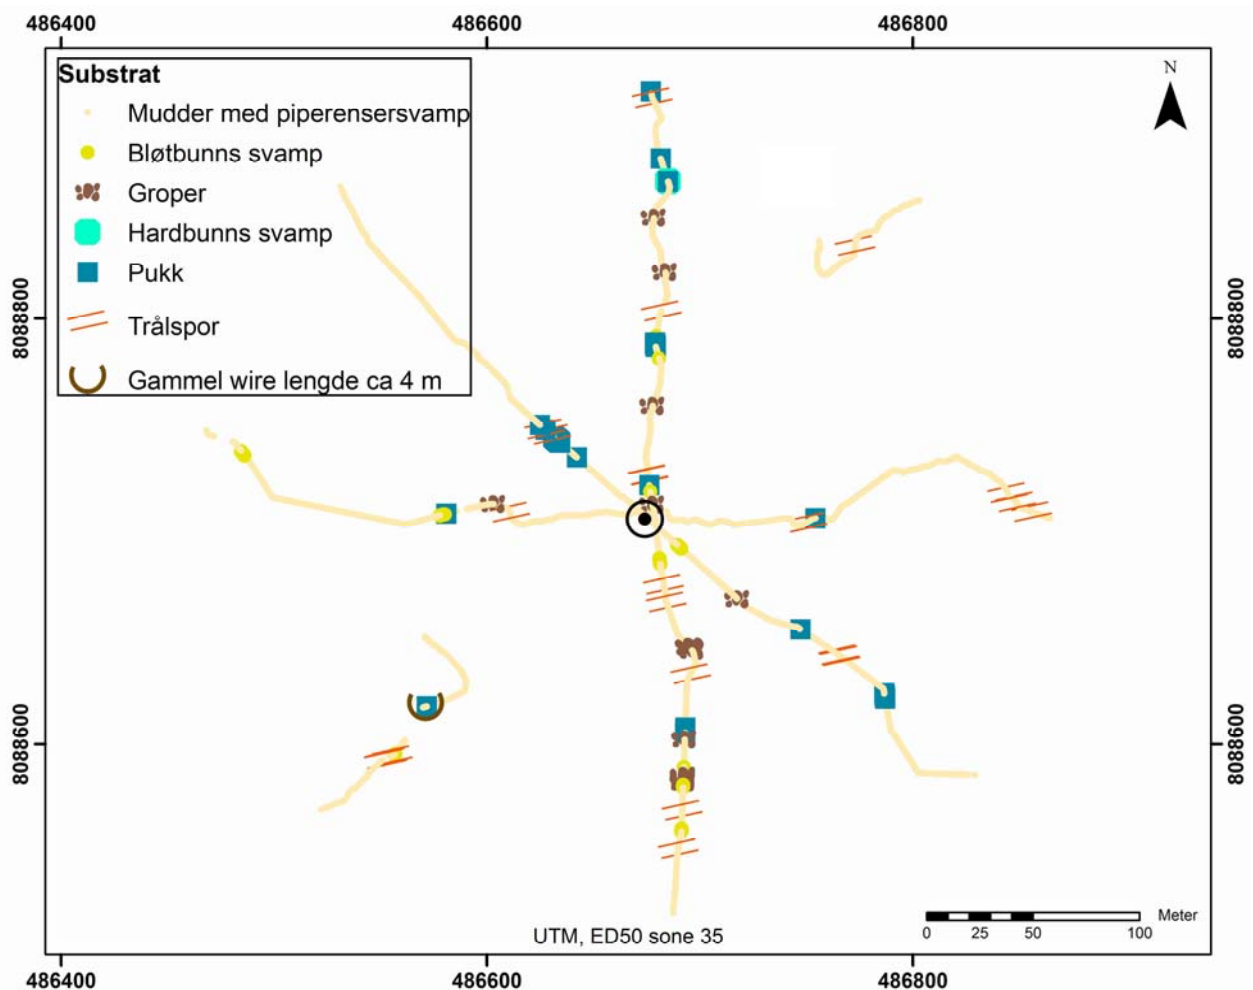 486400 486600 486800
Substrat
Mudder med piperensersvamp
Bløtbunns svamp
Groper
Hardbunns svamp
Pukk
Trålspor
Gammel wire lengde ca 4 m
N
8088800 8088800
8088600 8088600
Meter
0 25 50 100
UTM, ED50 sone 35
486400 486600 486800